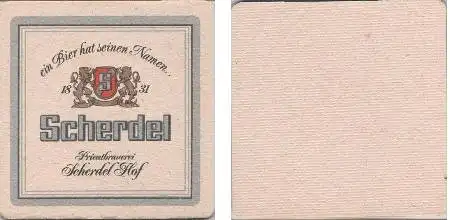 ein Bier hat seinen Namen...
S
18 31
Scherdel
Privatbrauerei
Scherdel Hof